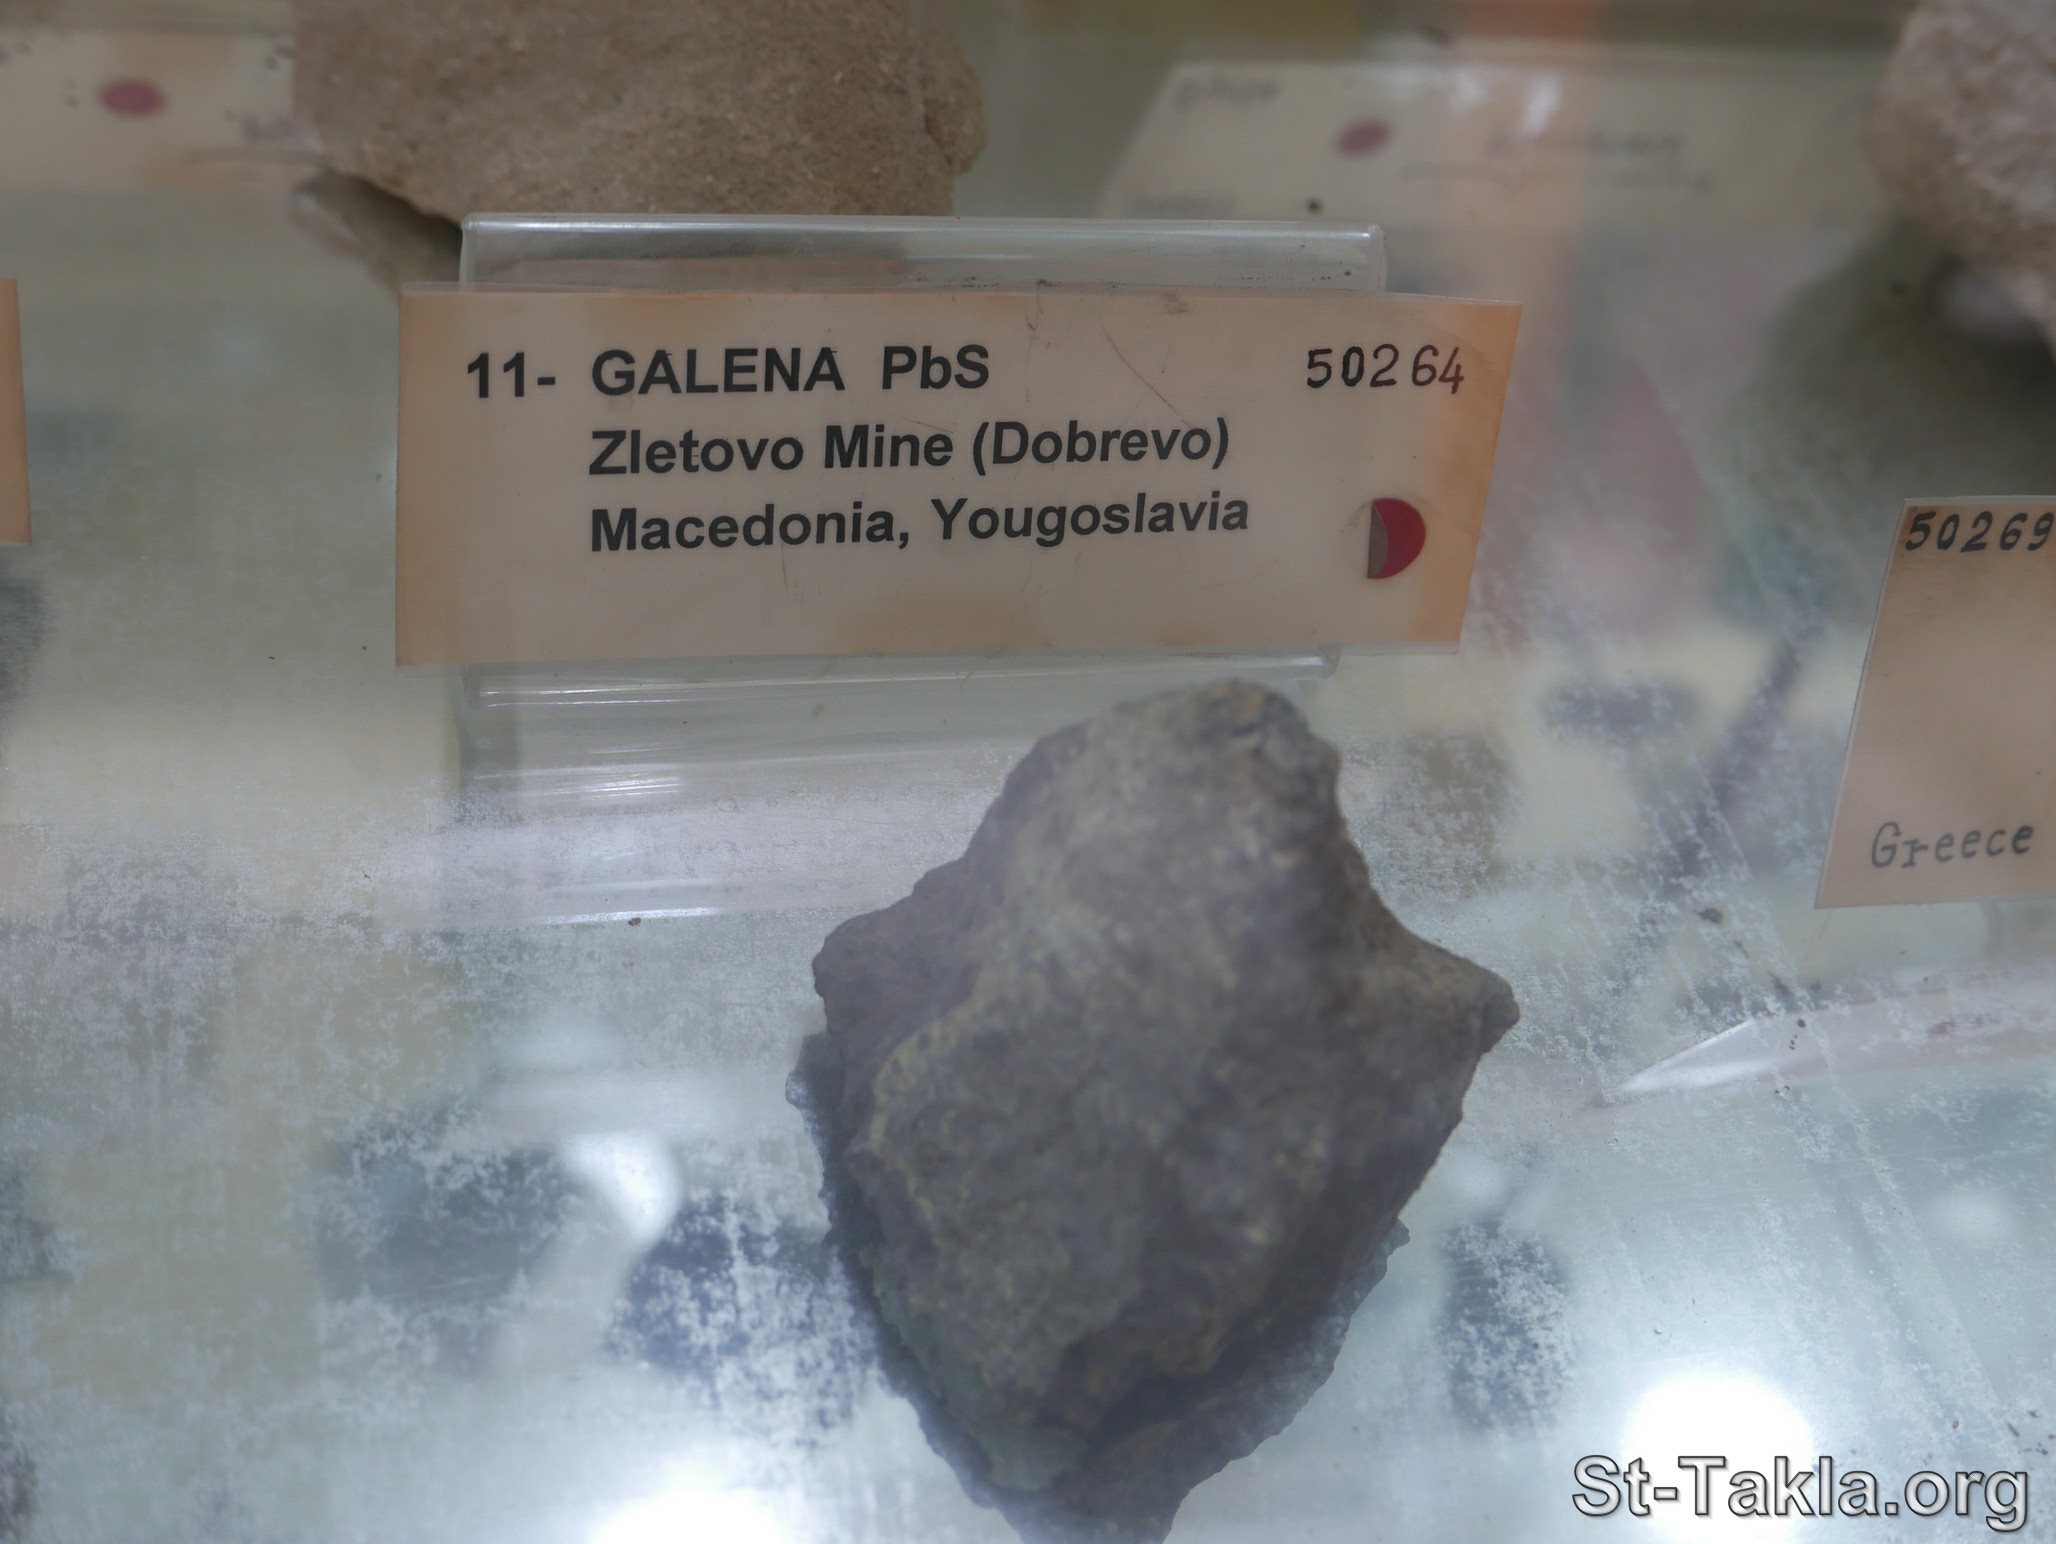 11- GALENA PbS 50264
Zletovo Mine (Dobrevo)
Macedonia, Yougoslavia
50269
Greece
St-Takla.org